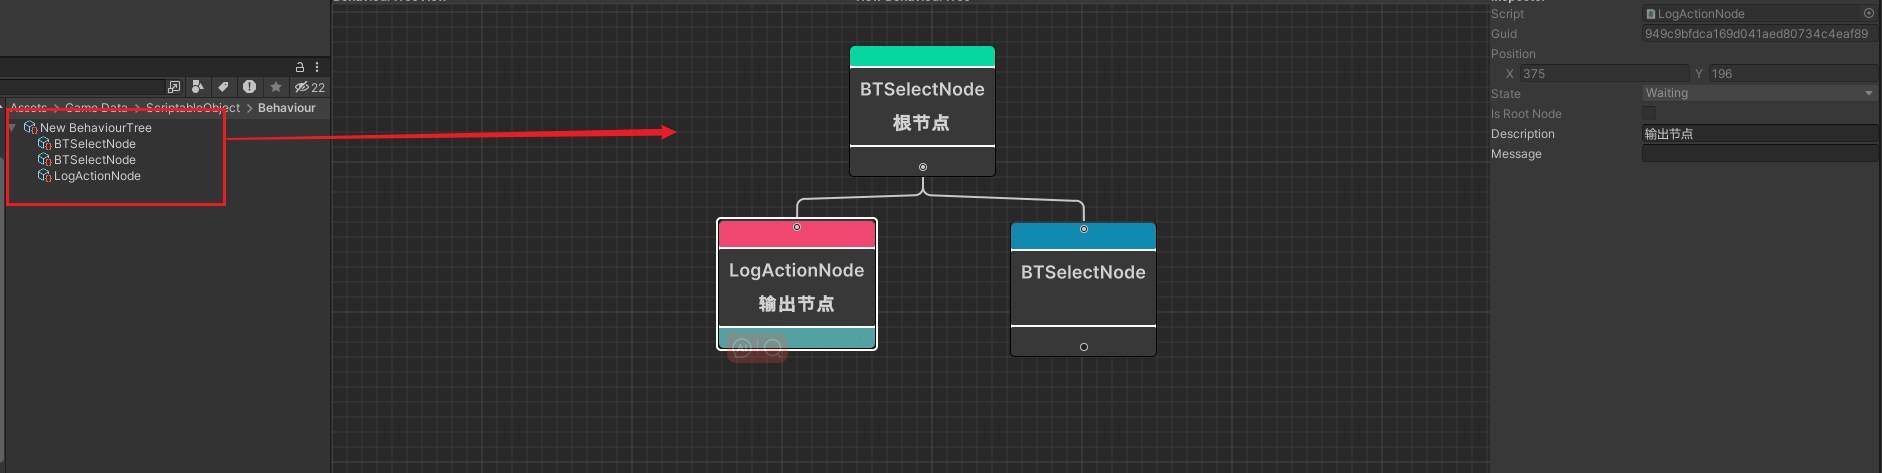 22
Assets > Game Data > ScriptableObject > Behaviour
New BehaviourTree
BTSelectNode
BTSelectNode
LogActionNode
BTSelectNode
根节点
LogActionNode
输出节点
AI
BTSelectNode
Script LogActionNode
Guid 949c9bfdca169d041aed80734c4eaf89
Position
X 375 Y 196
State Waiting
Is Root Node
Description 输出节点
Message